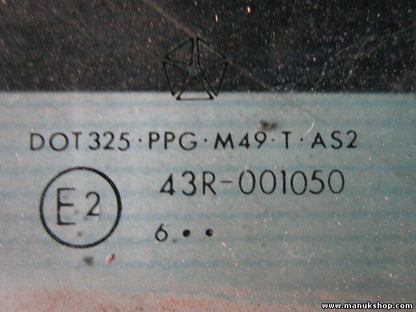 DOT325·PPG·M49·T·AS2
E2
43R-001050
6••
www.manukshop.com